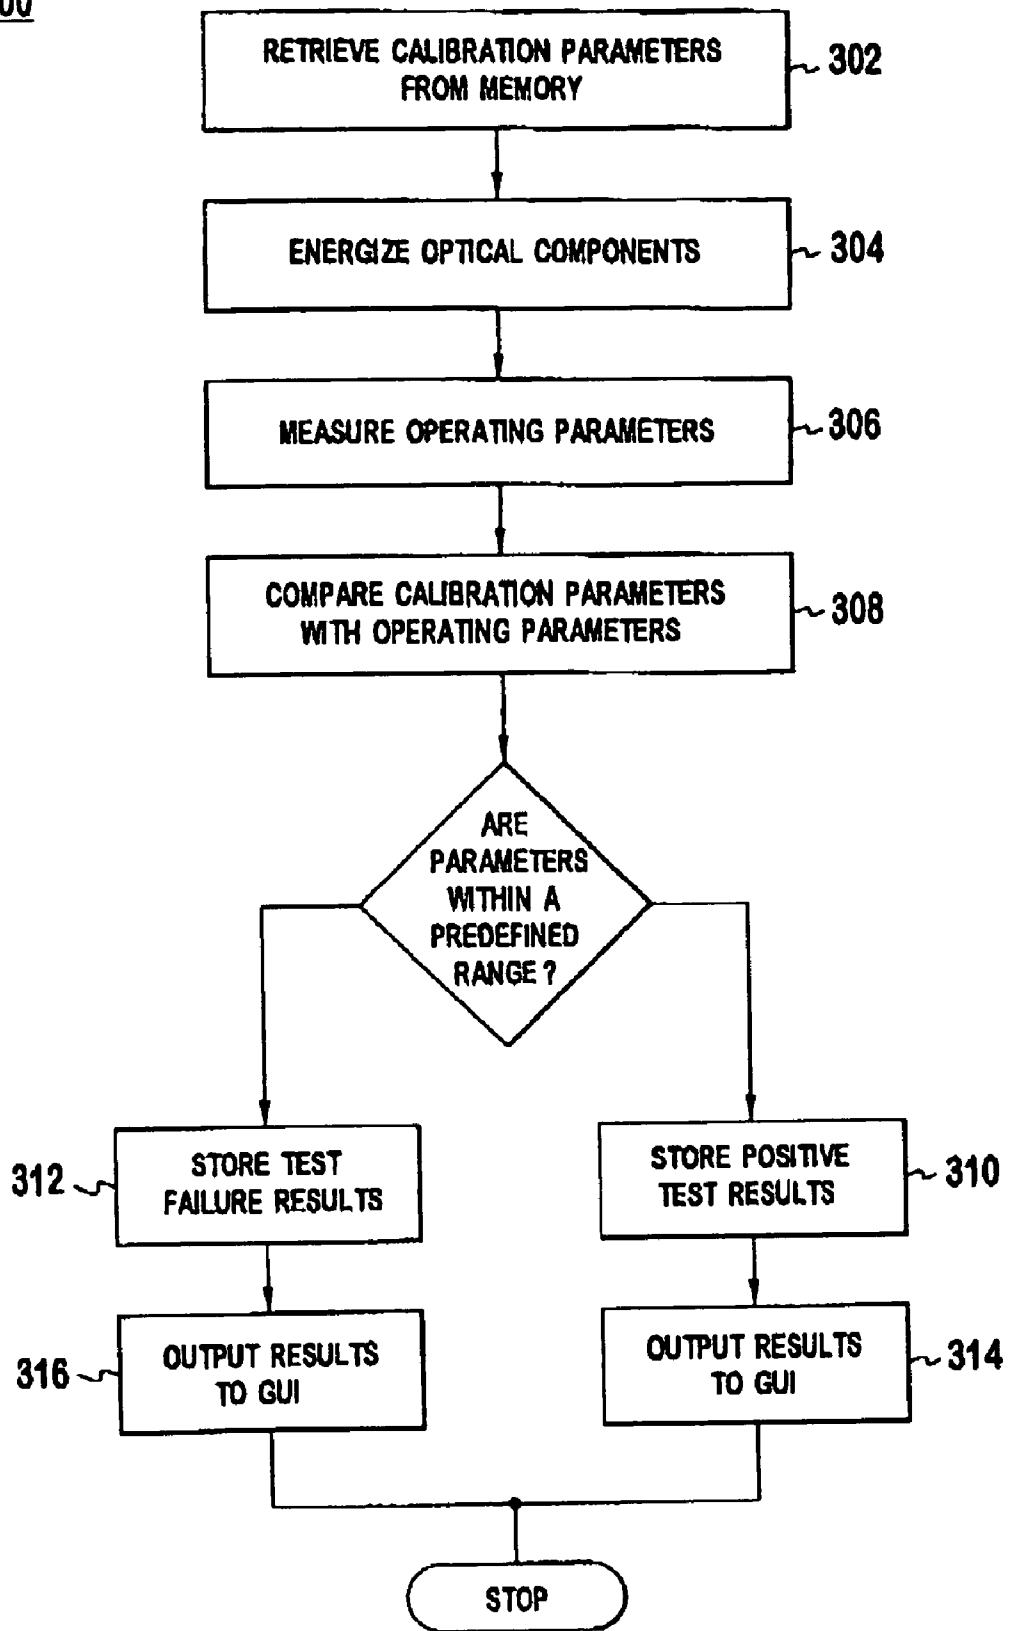 RETRIEVE CALIBRATION PARAMETERS
FROM MEMORY
302
ENERGIZE OPTICAL COMPONENTS
304
MEASURE OPERATING PARAMETERS
306
COMPARE CALIBRATION PARAMETERS
WITH OPERATING PARAMETERS
308
ARE
PARAMETERS
WITHIN A
PREDEFINED
RANGE?
312
STORE TEST
FAILURE RESULTS
STORE POSITIVE
TEST RESULTS
310
316
OUTPUT RESULTS
TO GUI
OUTPUT RESULTS
TO GUI
314
STOP